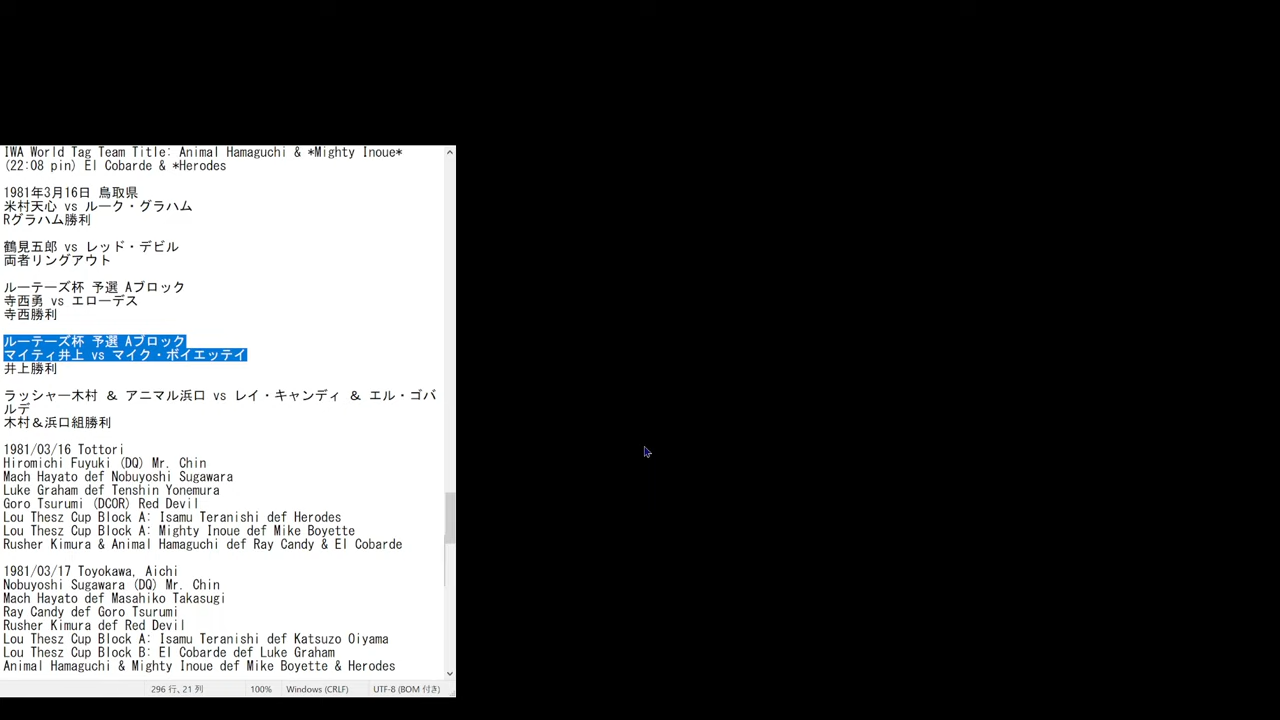 IWA World Tag Team Title: Animal Hamaguchi & *Mighty Inoue*
(22:08 pin) El Cobarde & *Herodes
1981年3月16日 鳥取県
米村天心 vs ルーク・グラハム
Rグラハム勝利
鶴見五郎 vs レッド・デビル
両者リングアウト
ルーテーズ杯 予選 Aブロック
寺西勇 vs エローデス
寺西勝利
ルーテーズ杯 予選 Aブロック
マイティ井上 vs マイク・ボイエッテイ
井上勝利
ラッシャー木村 & アニマル浜口 vs レイ・キャンディ & エル・ゴバ
ルデ
木村&浜口組勝利
1981/03/16 Tottori
Hiromichi Fuyuki (DQ) Mr. Chin
Mach Hayato def Nobuyoshi Sugawara
Luke Graham def Tenshin Yonemura
Goro Tsurumi (DCOR) Red Devil
Lou Thesz Cup Block A: Isamu Teranishi def Herodes
Lou Thesz Cup Block A: Mighty Inoue def Mike Boyette
Rusher Kimura & Animal Hamaguchi def Ray Candy & El Cobarde
1981/03/17 Toyokawa, Aichi
Nobuyoshi Sugawara (DQ) Mr. Chin
Mach Hayato def Masahiko Takasugi
Ray Candy def Goro Tsurumi
Rusher Kimura def Red Devil
Lou Thesz Cup Block A: Isamu Teranishi def Katsuzo Oiyama
Lou Thesz Cup Block B: El Cobarde def Luke Graham
Animal Hamaguchi & Mighty Inoue def Mike Boyette & Herodes
296 行、21 列 100% Windows (CRLF) UTF-8 (BOM 付き)